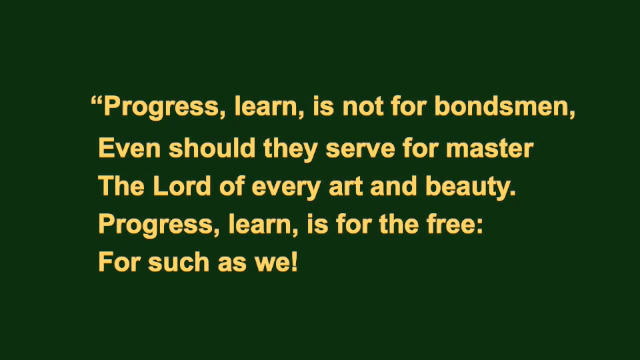 “Progress, learn, is not for bondsmen,
Even should they serve for master
The Lord of every art and beauty.
Progress, learn, is for the free:
For such as we!